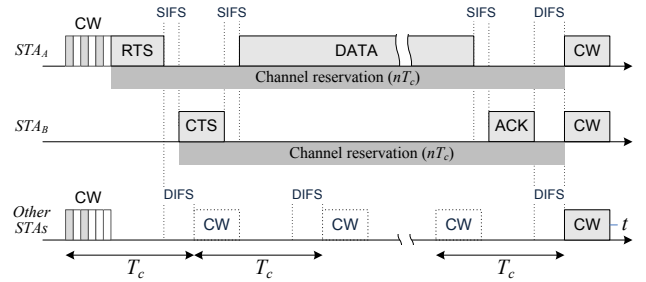 SIFS SIFS SIFS DIFS
CW
STA_A RTS DATA CW
Channel reservation (nT_c)
STA_B CTS ACK CW
Channel reservation (nT_c)
CW DIFS DIFS DIFS
Other
STAs CW CW CW CW t
T_c T_c T_c